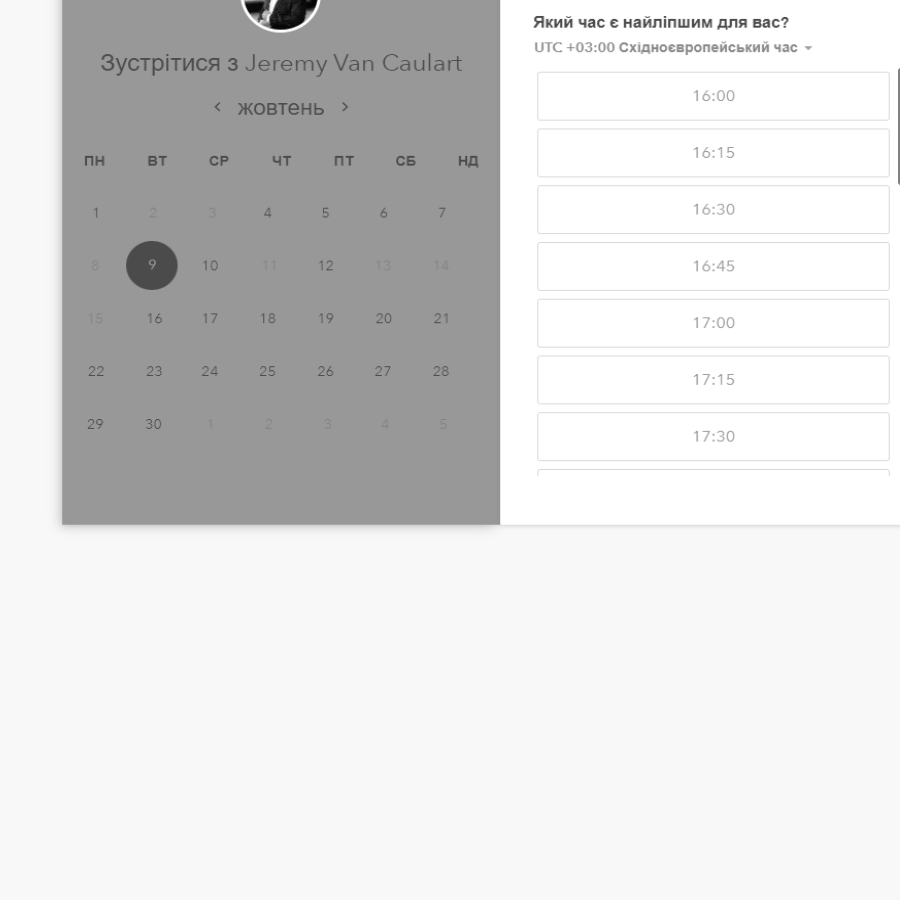 Зустрітися з Jeremy Van Caulart
жовтень
ПН ВТ СР ЧТ ПТ СБ НД
1 2 3 4 5 6 7
8 9 10 11 12 13 14
15 16 17 18 19 20 21
22 23 24 25 26 27 28
29 30 1 2 3 4 5
Який час є найліпшим для вас?
UTC +03:00 Східноєвропейський час
16:00
16:15
16:30
16:45
17:00
17:15
17:30